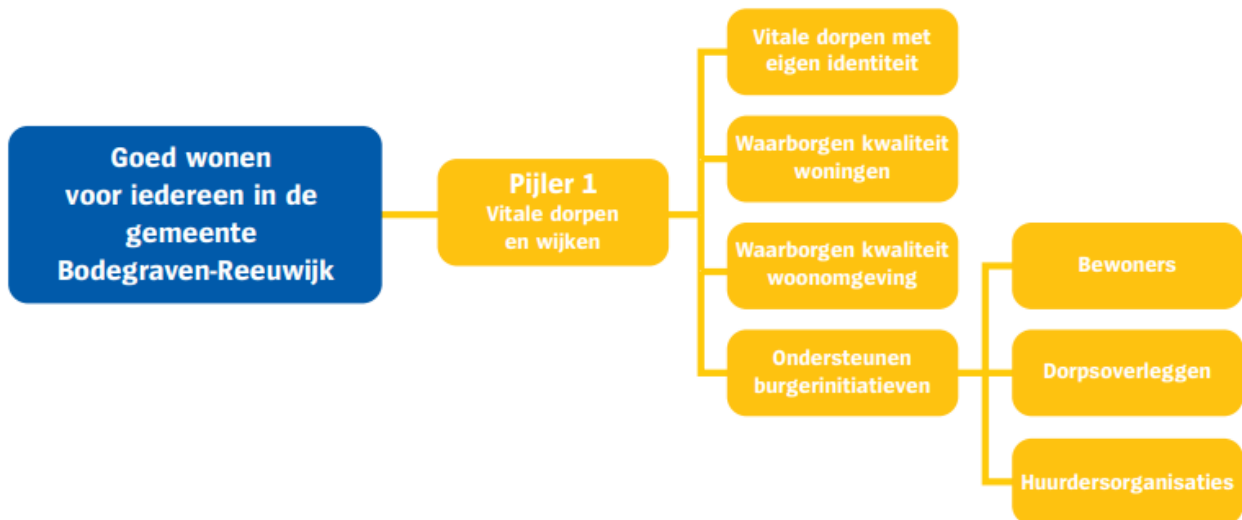 Goed wonen
voor iedereen in de
gemeente
Bodegraven-Reeuwijk
Pijler 1
Vitale dorpen
en wijken
Vitale dorpen met
eigen identiteit
Waarborgen kwaliteit
woningen
Waarborgen kwaliteit
woonomgeving
Ondersteunen
burgerinitiatieven
Bewoners
Dorpsoverleggen
Huurdersorganisaties